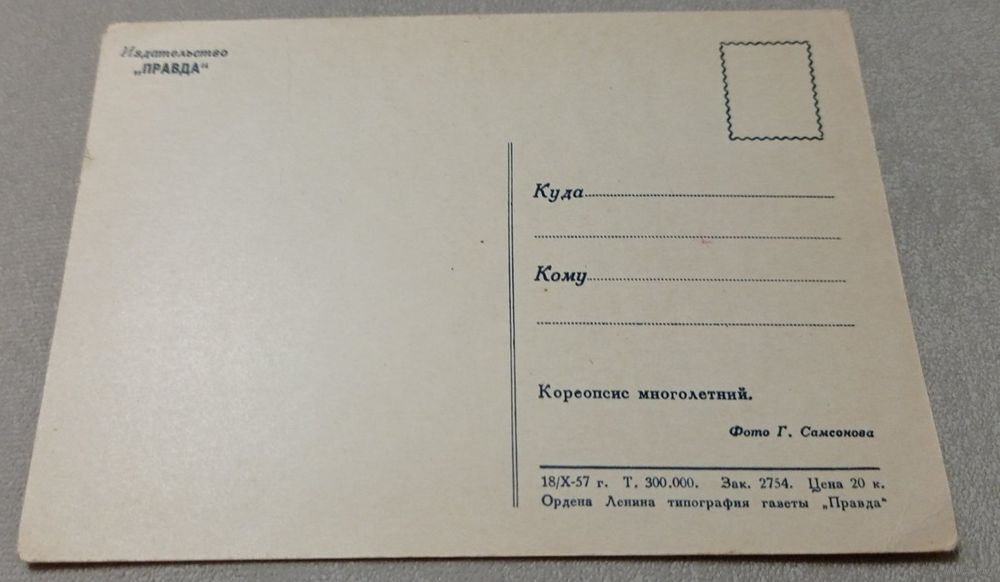 Издательство
„ПРАВДА“
Куда
Кому
Кореопсис многолетний.
Фото Г. Самсонова
18/X-57 г. Т. 300.000. Зак. 2754. Цена 20 к.
Ордена Ленина типография газеты „Правда“